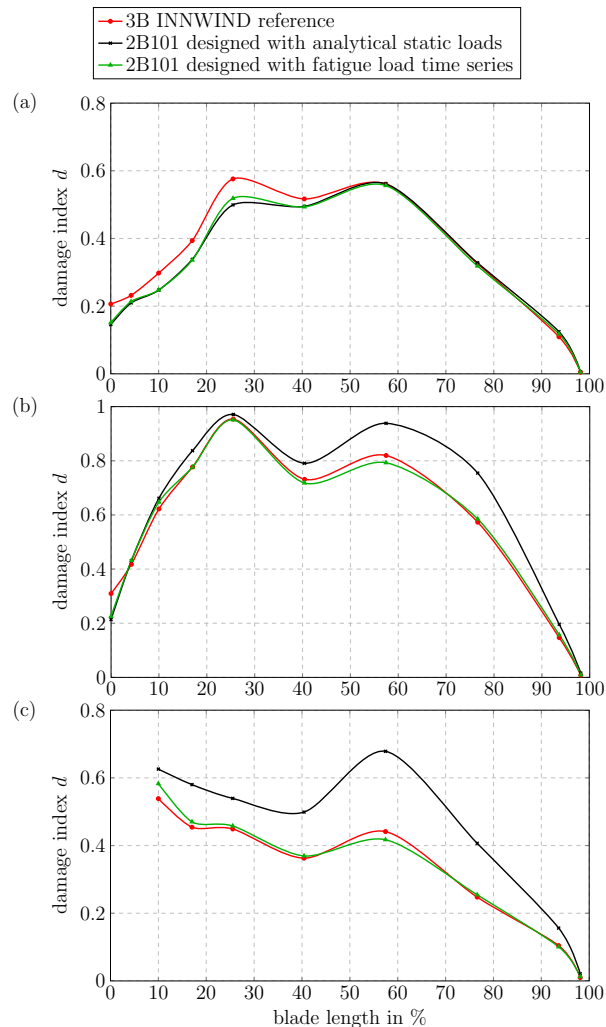 3B INNWIND reference
2B101 designed with analytical static loads
2B101 designed with fatigue load time series
(a)
0.8
0.6
0.4
0.2
0
damage index d
0 10 20 30 40 50 60 70 80 90 100
(b)
1
0.8
0.6
0.4
0.2
0
damage index d
0 10 20 30 40 50 60 70 80 90 100
(c)
0.8
0.6
0.4
0.2
0
damage index d
0 10 20 30 40 50 60 70 80 90 100
blade length in %